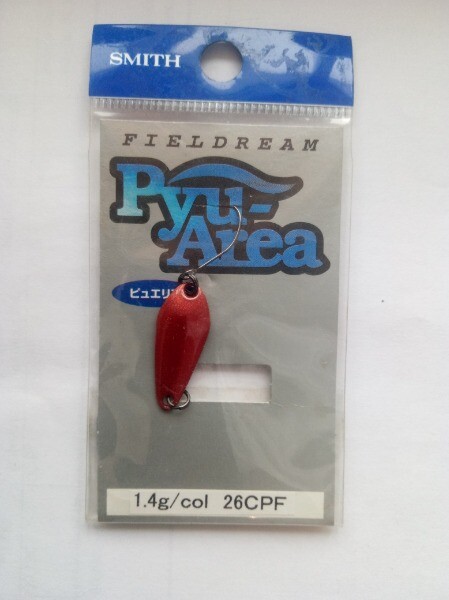 SMITH
FIELDREAM
Pyu-
Area
ピュエリ
1.4g/col 26CPF